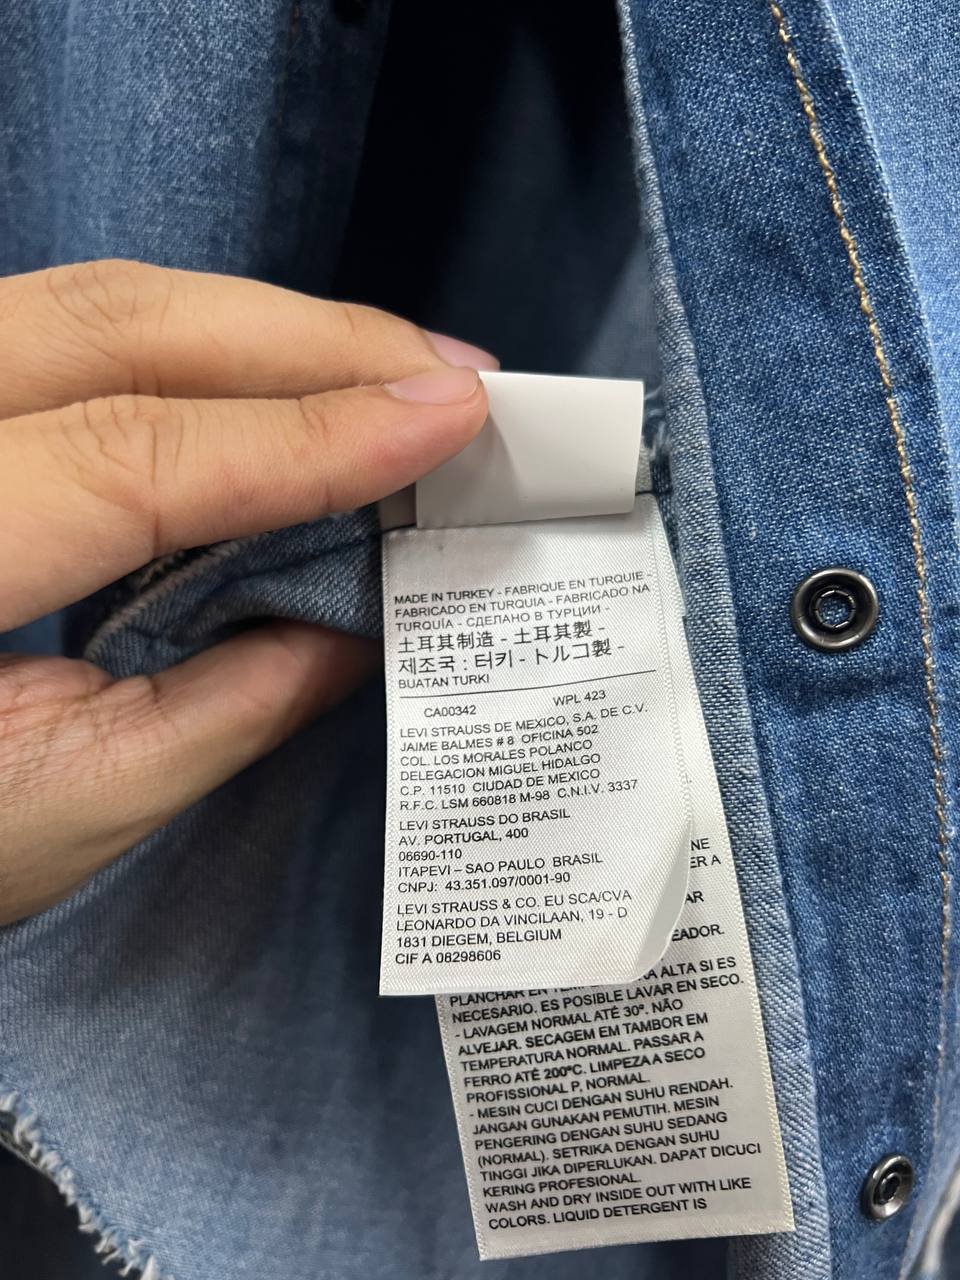 MADE IN TURKEY - FABRIQUE EN TURQUIE -
FABRICADO EN TURQUIA - FABRICADO NA
TURQUÍA - СДЕЛАНО В ТУРЦИИ -
土耳其制造 - 土耳其製 -
제조국 : 터키 - トルコ製 -
BUATAN TURKI
CA00342 WPL 423
LEVI STRAUSS DE MEXICO, S.A. DE C.V.
JAIME BALMES # 8 OFICINA 502
COL. LOS MORALES POLANCO
DELEGACION MIGUEL HIDALGO
C.P. 11510 CIUDAD DE MEXICO
R.F.C. LSM 660818 M-98 C.N.I.V. 3337
LEVI STRAUSS DO BRASIL
AV. PORTUGAL, 400
06690-110
ITAPEVI – SAO PAULO BRASIL
CNPJ: 43.351.097/0001-90
LEVI STRAUSS & CO. EU SCA/CVA
LEONARDO DA VINCILAAN, 19 - D
1831 DIEGEM, BELGIUM
CIF A 08298606
ALTA SI ES
PLANCHAR EN
NECESARIO. ES POSIBLE LAVAR EN SECO.
- LAVAGEM NORMAL ATÉ 30º. NÃO
ALVEJAR. SECAGEM EM TAMBOR EM
TEMPERATURA NORMAL. PASSAR A
FERRO ATÉ 200ºC. LIMPEZA A SECO
PROFISSIONAL P, NORMAL.
- MESIN CUCI DENGAN SUHU RENDAH.
JANGAN GUNAKAN PEMUTIH. MESIN
PENGERING DENGAN SUHU SEDANG
(NORMAL). SETRIKA DENGAN SUHU
TINGGI JIKA DIPERLUKAN. DAPAT DICUCI
KERING PROFESIONAL.
WASH AND DRY INSIDE OUT WITH LIKE
COLORS. LIQUID DETERGENT IS